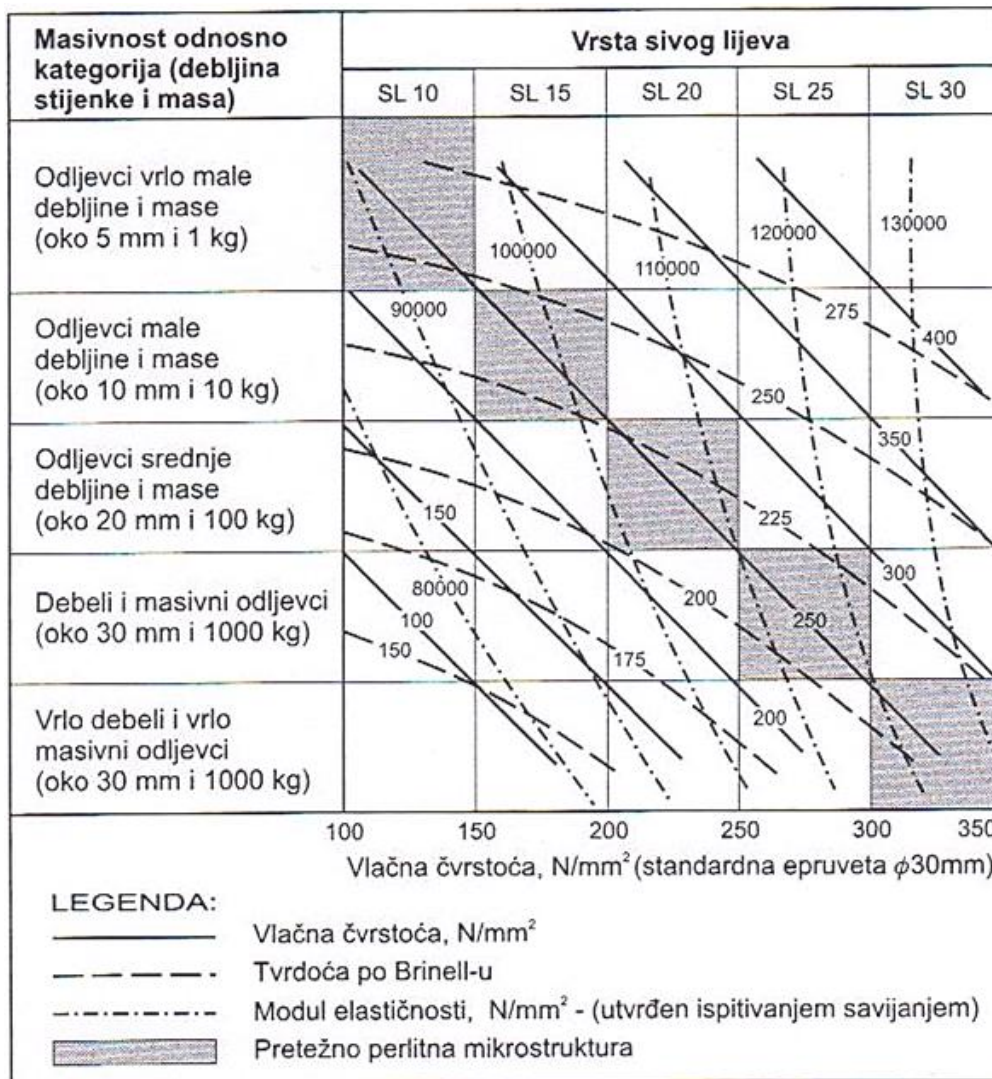 Masivnost odnosno
kategorija (debljina
stijenke i masa)
Vrsta sivog lijeva
SL 10 SL 15 SL 20 SL 25 SL 30
Odljevci vrlo male
debljine i mase
(oko 5 mm i 1 kg)
100000
110000
120000
130000
Odljevci male
debljine i mase
(oko 10 mm i 10 kg)
90000
275
400
250
350
Odljevci srednje
debljine i mase
(oko 20 mm i 100 kg)
150
225
Debeli i masivni odljevci
(oko 30 mm i 1000 kg)
80000
100
150
175
200
250
300
Vrlo debeli i vrlo
masivni odljevci
(oko 30 mm i 1000 kg)
200
100 150 200 250 300 350
Vlačna čvrstoća, N/mm² (standardna epruveta ϕ30mm)
LEGENDA:
Vlačna čvrstoća, N/mm²
Tvrdoća po Brinell-u
Modul elastičnosti, N/mm² - (utvrđen ispitivanjem savijanjem)
Pretežno perlitna mikrostruktura